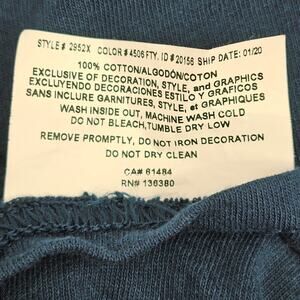 STYLE# 2952X COLOR# 4506 FTY. ID# 20156 SHIP DATE: 01/20
100% COTTON/ALGODÓN/COTON
EXCLUSIVE OF DECORATION, STYLE, and GRAPHICS
EXCLUYENDO DECORACIONES ESTILO y GRAFICOS
SANS INCLURE GARNITURES, STYLE, et GRAPHIQUES
WASH INSIDE OUT, MACHINE WASH COLD
DO NOT BLEACH, TUMBLE DRY LOW
REMOVE PROMPTLY, DO NOT IRON DECORATION
DO NOT DRY CLEAN
CA# 61484
RN# 136380